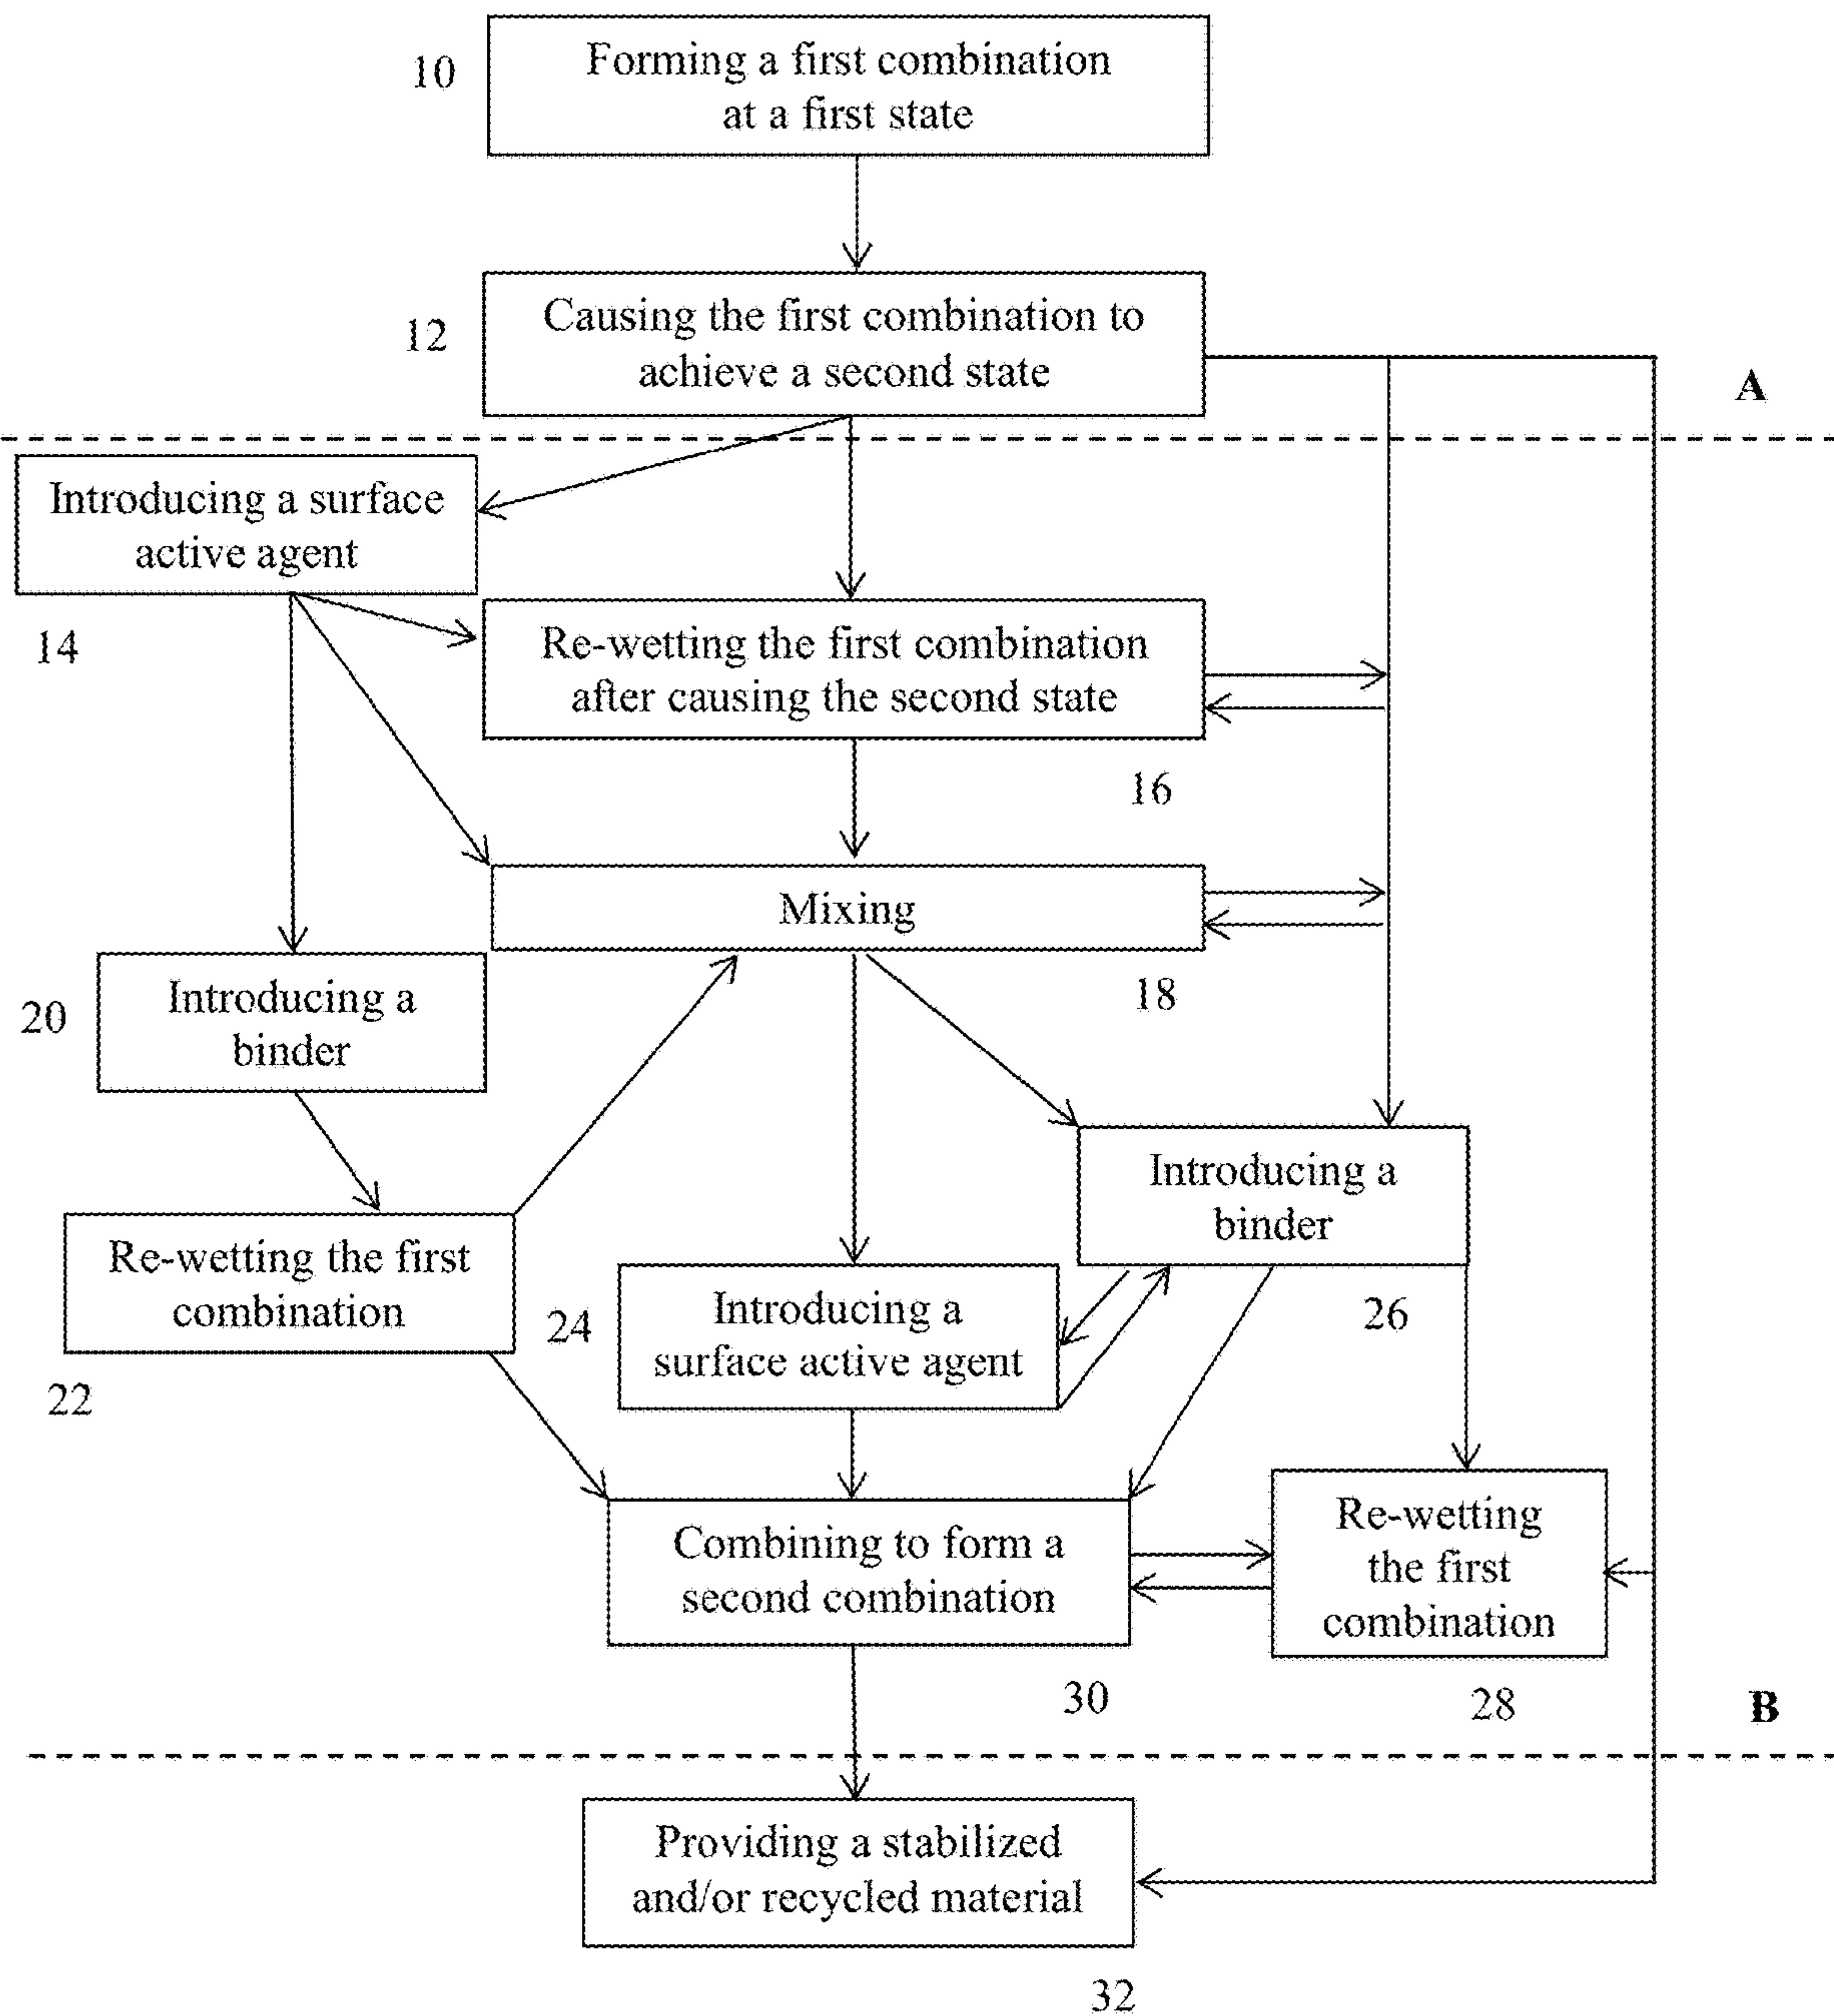 10
Forming a first combination
at a first state
12
Causing the first combination to
achieve a second state
A
Introducing a surface
active agent
14
Re-wetting the first combination
after causing the second state
16
Mixing
18
20
Introducing a
binder
Introducing a
binder
26
Re-wetting the first
combination
22
24
Introducing a
surface active agent
Combining to form a
second combination
30
Re-wetting
the first
combination
28
B
Providing a stabilized
and/or recycled material
32